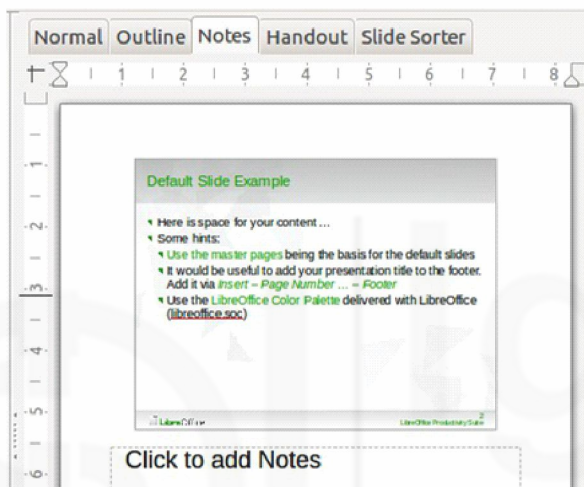 Normal Outline Notes Handout Slide Sorter
1 2 3 4 5 6 7 8
1
2
3
4
5
6
Default Slide Example
Here is space for your content ...
Some hints:
Use the master pages being the basis for the default slides
It would be useful to add your presentation title to the footer.
Add it via Insert – Page Number ... – Footer
Use the LibreOffice Color Palette delivered with LibreOffice
(libreoffice.soc)
2
LibreOffice LibreOffice Productivity Suite
Click to add Notes